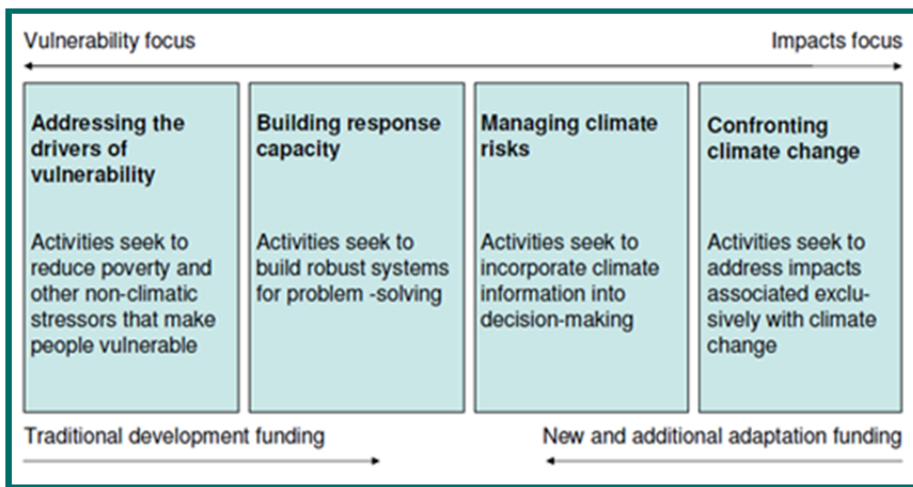 Vulnerability focus
Impacts focus
Addressing the
drivers of
vulnerability
Activities seek to
reduce poverty and
other non-climatic
stressors that make
people vulnerable
Building response
capacity
Activities seek to
build robust systems
for problem -solving
Managing climate
risks
Activities seek to
incorporate climate
information into
decision-making
Confronting
climate change
Activities seek to
address impacts
associated exclu-
sively with climate
change
Traditional development funding
New and additional adaptation funding